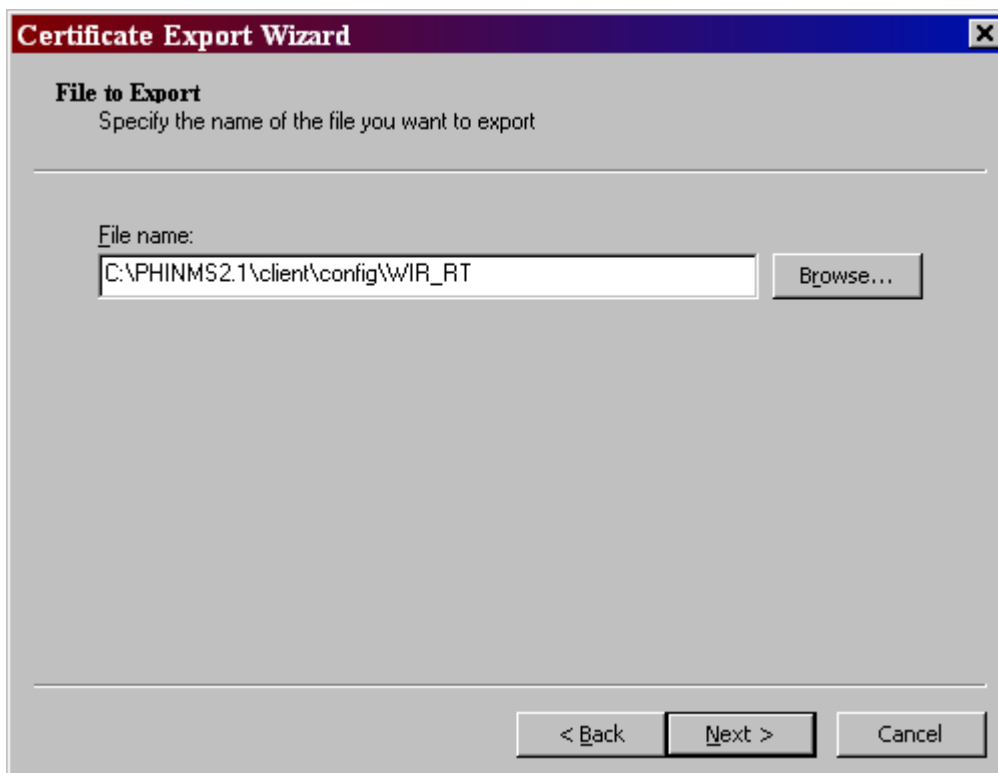 Certificate Export Wizard
File to Export
Specify the name of the file you want to export
File name:
C:\PHINMS2.1\client\config\WIR_RT
Browse...
< Back
Next >
Cancel